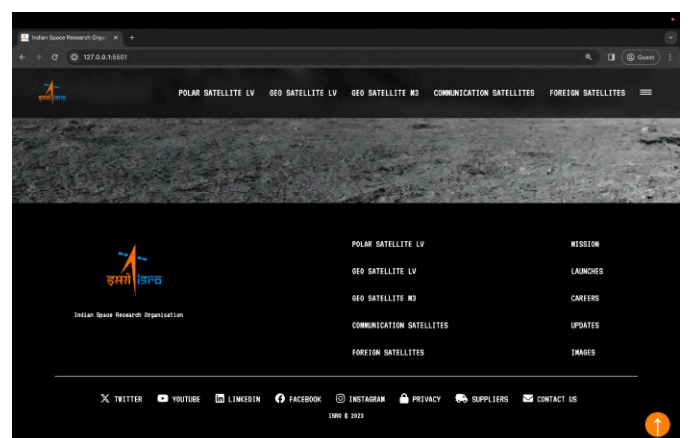 Indian Space Research Orga
127.0.0.1:5501
Guest
इसरो isro
POLAR SATELLITE LV GEO SATELLITE LV GEO SATELLITE M3 COMMUNICATION SATELLITES FOREIGN SATELLITES
इसरो isro
Indian Space Research Organisation
POLAR SATELLITE LV
GEO SATELLITE LV
GEO SATELLITE M3
COMMUNICATION SATELLITES
FOREIGN SATELLITES
MISSION
LAUNCHES
CAREERS
UPDATES
IMAGES
TWITTER YOUTUBE LINKEDIN FACEBOOK INSTAGRAM PRIVACY SUPPLIERS CONTACT US
ISRO @ 2023